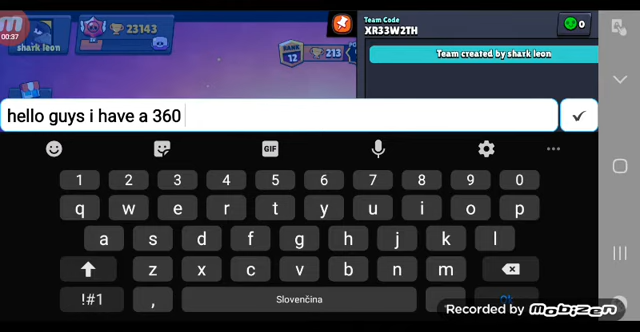 00:37
shark leon
23143
RANK
12
213
Team Code
XR33W2TH
0
Team created by shark leon
hello guys i have a 360
GIF
1 2 3 4 5 6 7 8 9 0
q w e r t y u i o p
a s d f g h j k l
z x c v b n m
!#1 , Slovenčina
Recorded by MOBIZEN